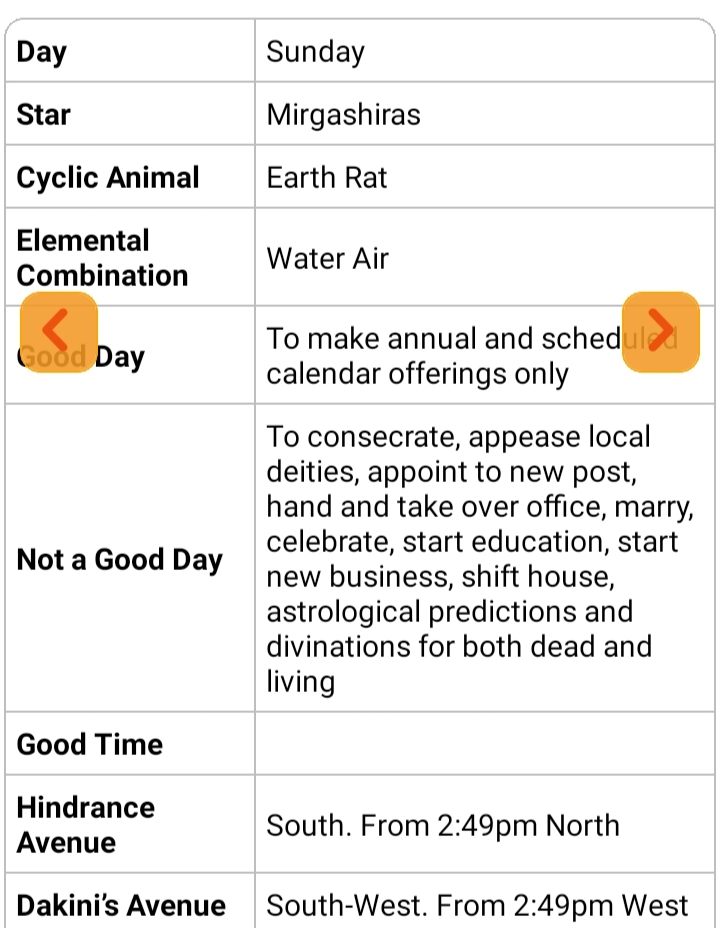 Day
Sunday
Star
Mirgashiras
Cyclic Animal
Earth Rat
Elemental
Combination
Water Air
Good Day
To make annual and scheduled
calendar offerings only
Not a Good Day
To consecrate, appease local
deities, appoint to new post,
hand and take over office, marry,
celebrate, start education, start
new business, shift house,
astrological predictions and
divinations for both dead and
living
Good Time
Hindrance
Avenue
South. From 2:49pm North
Dakini's Avenue
South-West. From 2:49pm West